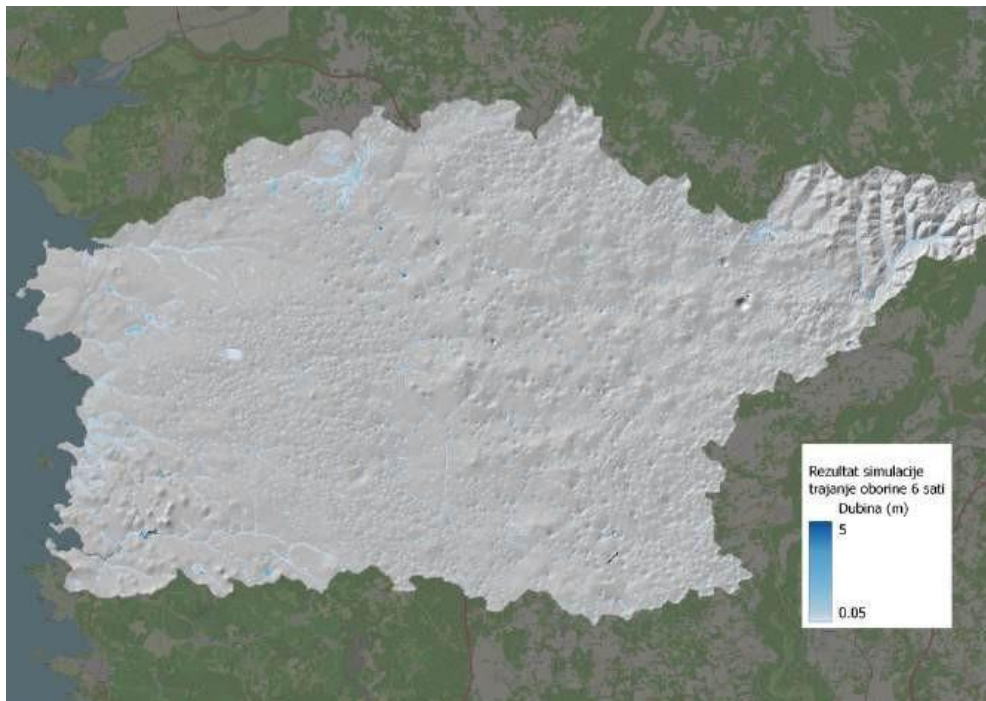 Rezultat simulacije
trajanje oborine 6 sati
Dubina (m)
5
0.05